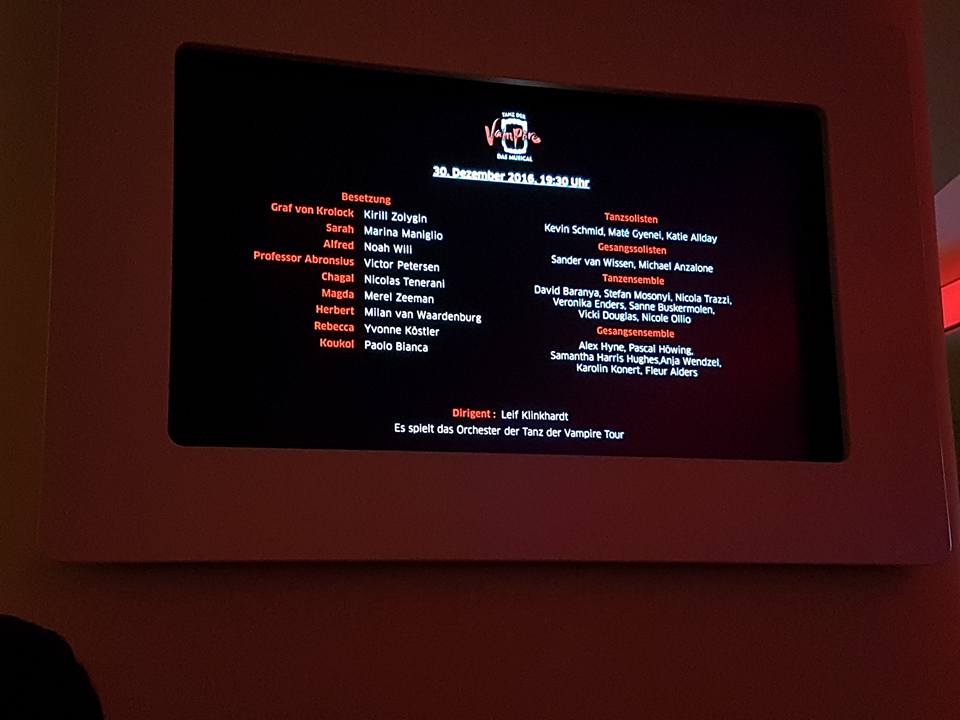 TANZ DER
Vampire
DAS MUSICAL
30. Dezember 2016, 19:30 Uhr
Besetzung
Graf von Krolock Kirill Zolygin
Sarah Marina Maniglio
Alfred Noah Wili
Professor Abronsius Victor Petersen
Chagal Nicolas Tenerani
Magda Merel Zeeman
Herbert Milan van Waardenburg
Rebecca Yvonne Köstler
Koukol Paolo Bianca
Tanzsolisten
Kevin Schmid, Maté Gyenei, Katie Allday
Gesangssolisten
Sander van Wissen, Michael Anzalone
Tanzensemble
David Baranya, Stefan Mosonyi, Nicola Trazzi,
Veronika Enders, Sanne Buskermolen,
Vicki Douglas, Nicole Ollio
Gesangsensemble
Alex Hyne, Pascal Höwing,
Samantha Harris Hughes,Anja Wendzel,
Karolin Konert, Fleur Alders
Dirigent : Leif Klinkhardt
Es spielt das Orchester der Tanz der Vampire Tour